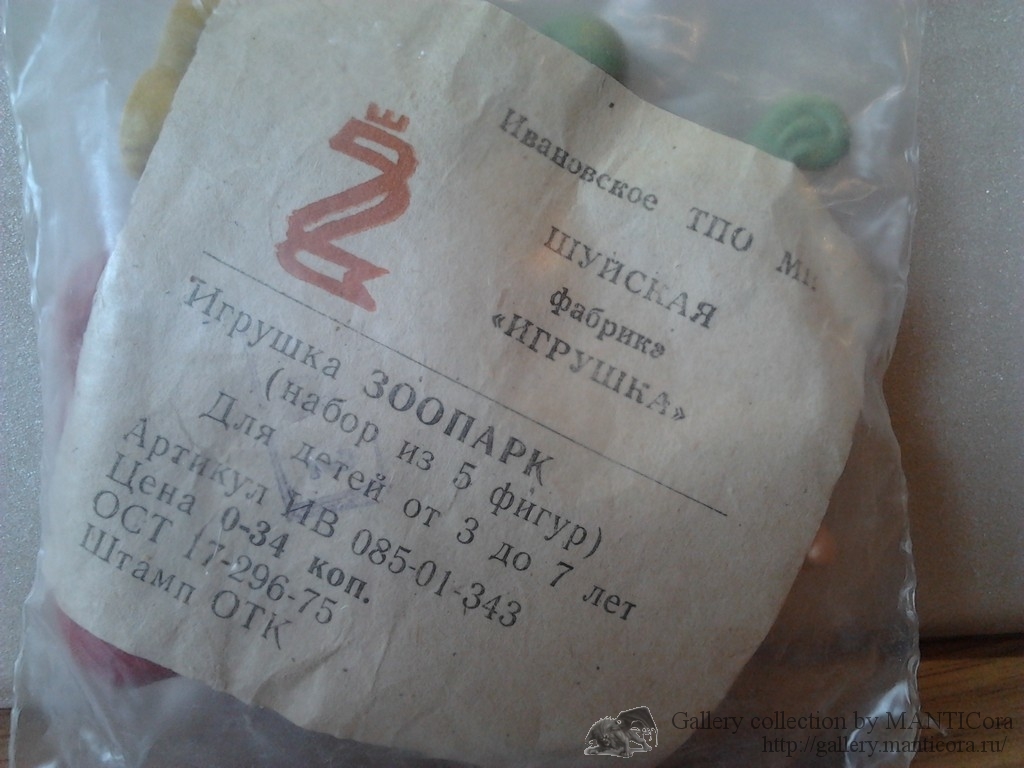 Ивановское ТПО
ШУЙСКАЯ
фабрика
«ИГРУШКА»
Игрушка ЗООПАРК
(набор из 5 фигур)
Для детей от 3 до 7 лет
Артикул ИВ 085-01-343
Цена 0-34 коп.
ОСТ 17-296-75
Штамп ОТК
Gallery collection by MANTICora
http://gallery.manticora.ru/